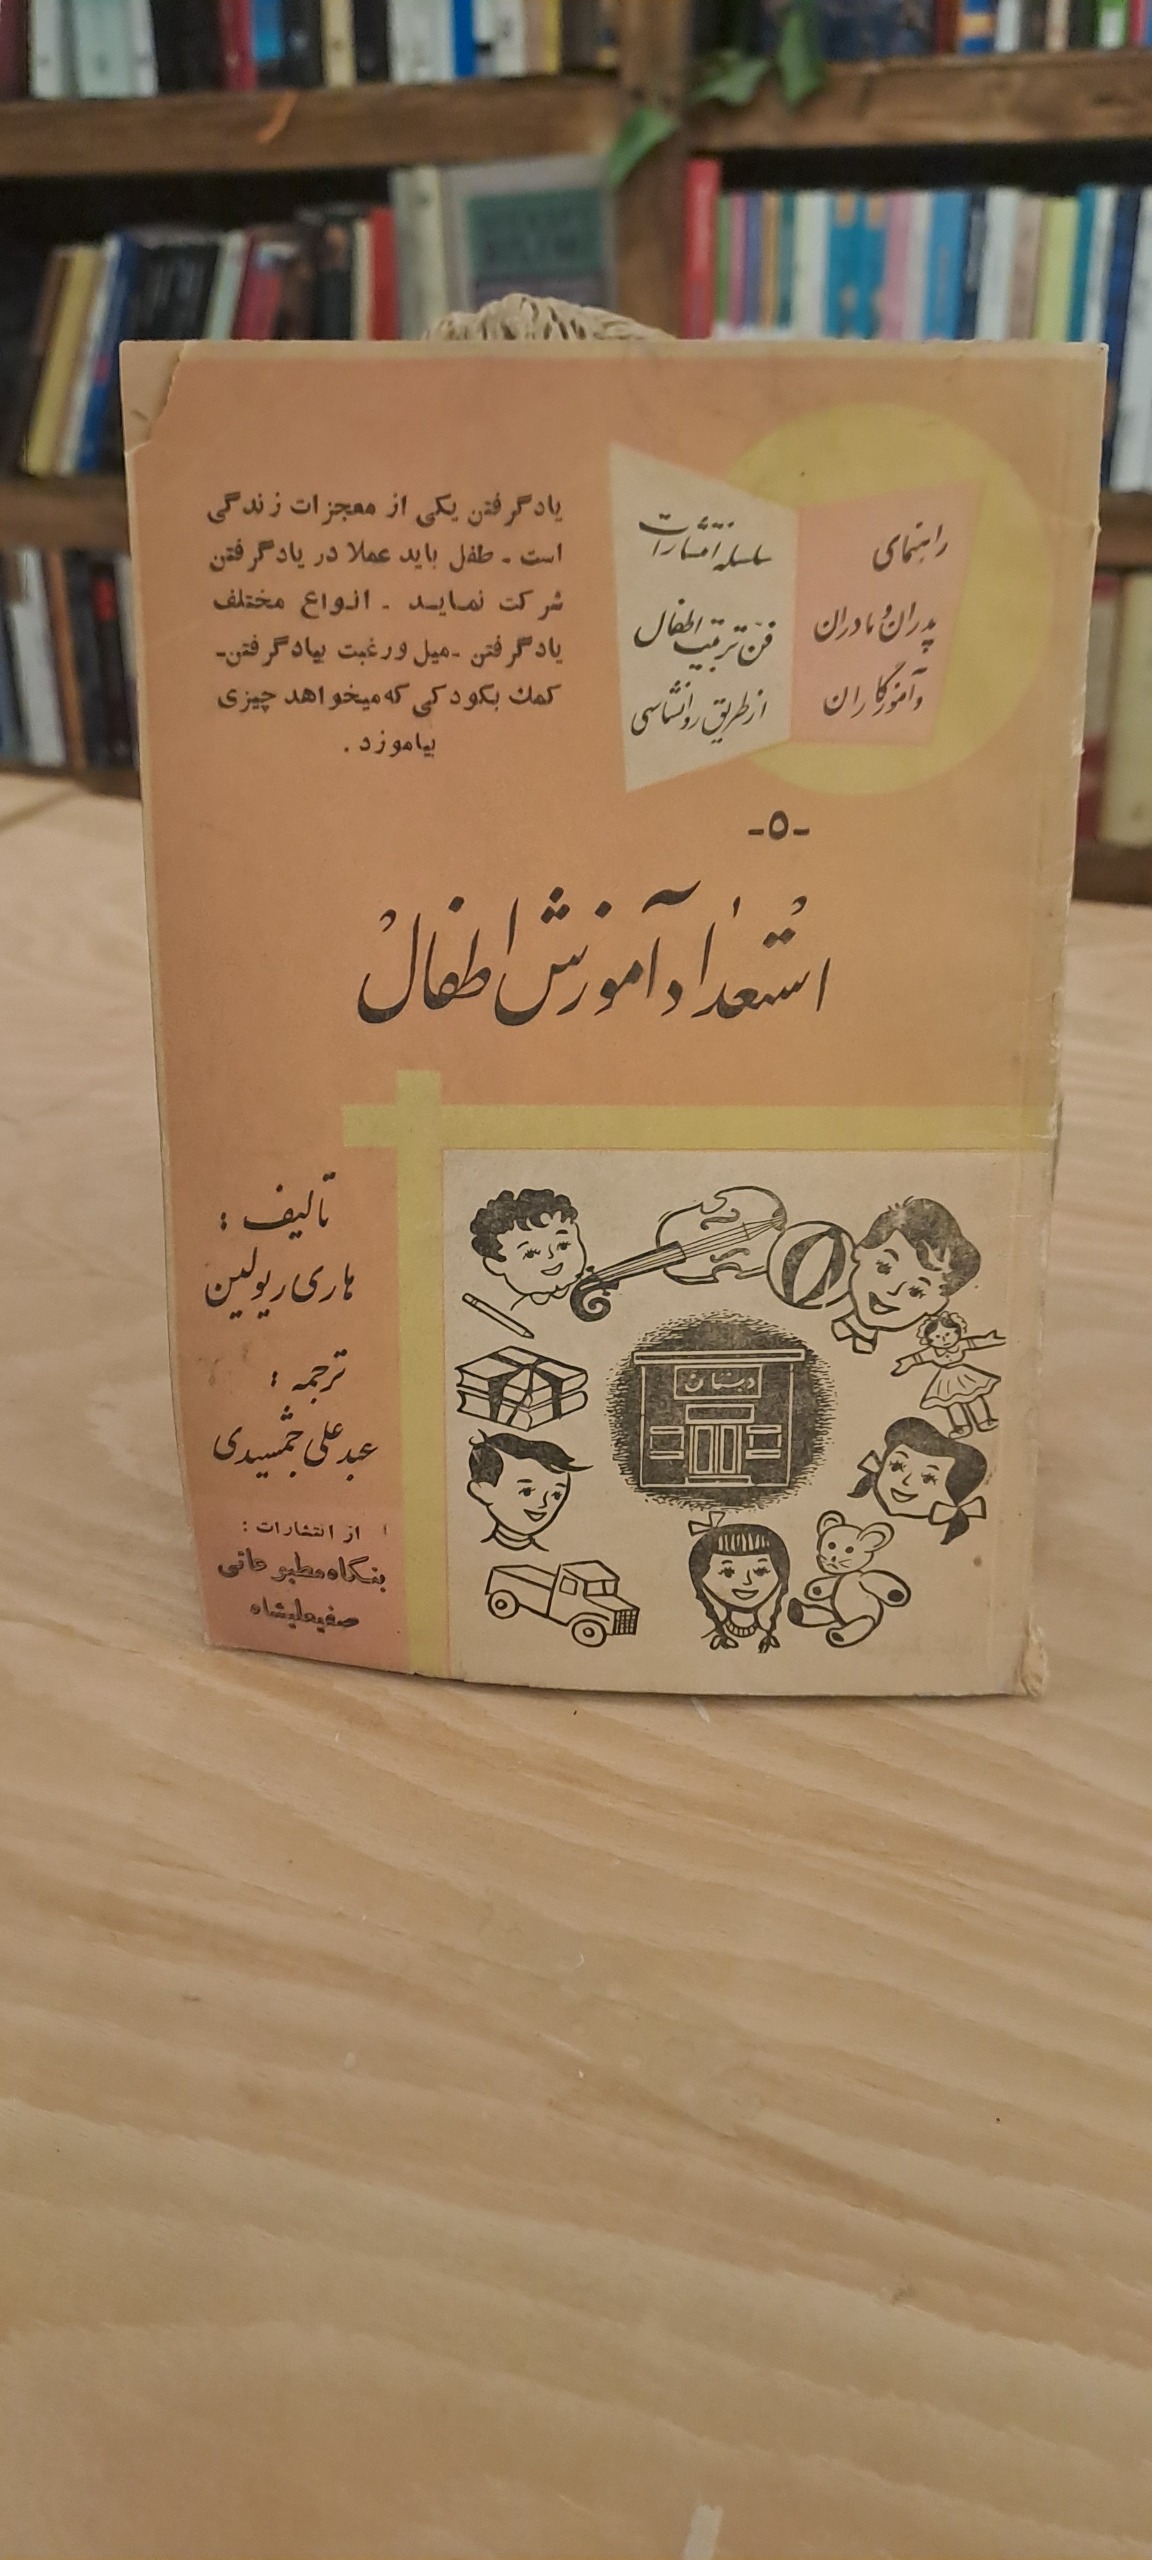 راهنمای
پدران و مادران
و آموزگاران
سلسله انتشارات
فن تربیت اطفال
از طریق روانشناسی
یادگرفتن یکی از معجزات زندگی
است - طفل باید عملا در یادگرفتن
شرکت نماید - انواع مختلف
یادگرفتن - میل ورغبت بیادگرفتن-
کمك بکودکی که میخواهد چیزی
بیاموزد .
-۵-
استعداد آموزش اطفال
تألیف :
هاری ریولین
ترجمه :
عبدعلی جمشیدی
از انتشارات :
بنگاه مطبوعاتی
صفیعلیشاه
دبستان